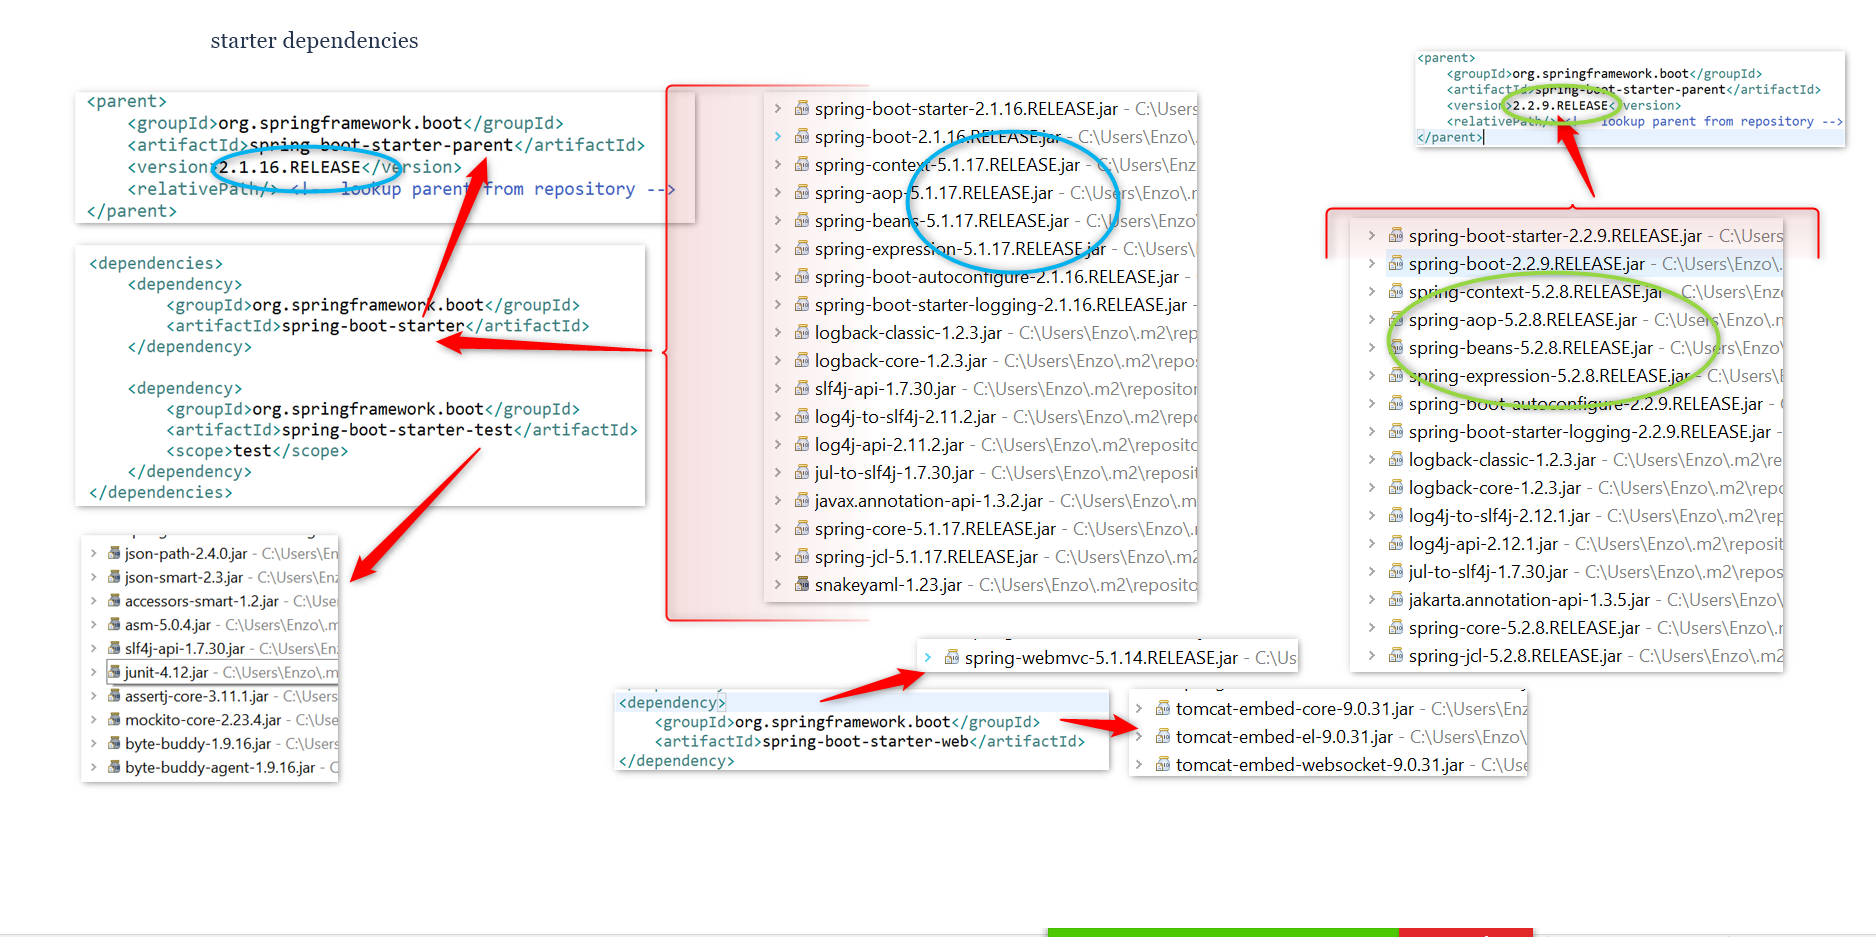 starter dependencies
<parent>
<groupId>org.springframework.boot</groupId>
<artifactId>spring-boot-starter-parent</artifactId>
<version>2.1.16.RELEASE</version>
<relativePath/> <!-- lookup parent from repository -->
</parent>
<dependencies>
<dependency>
<groupId>org.springframework.boot</groupId>
<artifactId>spring-boot-starter</artifactId>
</dependency>
<dependency>
<groupId>org.springframework.boot</groupId>
<artifactId>spring-boot-starter-test</artifactId>
<scope>test</scope>
</dependency>
</dependencies>
json-path-2.4.0.jar - C:\Users\En
json-smart-2.3.jar - C:\Users\Enz
accessors-smart-1.2.jar - C:\Use
asm-5.0.4.jar - C:\Users\Enzo\.m
slf4j-api-1.7.30.jar - C:\Users\En
junit-4.12.jar - C:\Users\Enzo\.m
assertj-core-3.11.1.jar - C:\Users
mockito-core-2.23.4.jar - C:\Use
byte-buddy-1.9.16.jar - C:\Users
byte-buddy-agent-1.9.16.jar - C
spring-boot-starter-2.1.16.RELEASE.jar - C:\Users
spring-boot-2.1.16.RELEASE.jar - C:\Users\Enzo\.
spring-context-5.1.17.RELEASE.jar - C:\Users\Enz
spring-aop-5.1.17.RELEASE.jar - C:\Users\Enzo\.m
spring-beans-5.1.17.RELEASE.jar - C:\Users\Enzo\
spring-expression-5.1.17.RELEASE.jar - C:\Users\
spring-boot-autoconfigure-2.1.16.RELEASE.jar -
spring-boot-starter-logging-2.1.16.RELEASE.jar -
logback-classic-1.2.3.jar - C:\Users\Enzo\.m2\rep
logback-core-1.2.3.jar - C:\Users\Enzo\.m2\repo
slf4j-api-1.7.30.jar - C:\Users\Enzo\.m2\repositor
log4j-to-slf4j-2.11.2.jar - C:\Users\Enzo\.m2\repo
log4j-api-2.11.2.jar - C:\Users\Enzo\.m2\reposito
jul-to-slf4j-1.7.30.jar - C:\Users\Enzo\.m2\reposit
javax.annotation-api-1.3.2.jar - C:\Users\Enzo\.m
spring-core-5.1.17.RELEASE.jar - C:\Users\Enzo\
spring-jcl-5.1.17.RELEASE.jar - C:\Users\Enzo\.m2
snakeyaml-1.23.jar - C:\Users\Enzo\.m2\reposito
spring-webmvc-5.1.14.RELEASE.jar - C:\Us
<dependency>
<groupId>org.springframework.boot</groupId>
<artifactId>spring-boot-starter-web</artifactId>
</dependency>
tomcat-embed-core-9.0.31.jar - C:\Users\Enz
tomcat-embed-el-9.0.31.jar - C:\Users\Enzo\
tomcat-embed-websocket-9.0.31.jar - C:\Use
<parent>
<groupId>org.springframework.boot</groupId>
<artifactId>spring-boot-starter-parent</artifactId>
<version>2.2.9.RELEASE</version>
<relativePath/> <!-- lookup parent from repository -->
</parent>
spring-boot-starter-2.2.9.RELEASE.jar - C:\Users
spring-boot-2.2.9.RELEASE.jar - C:\Users\Enzo\.
spring-context-5.2.8.RELEASE.jar - C:\Users\Enz
spring-aop-5.2.8.RELEASE.jar - C:\Users\Enzo\.m
spring-beans-5.2.8.RELEASE.jar - C:\Users\Enzo\
spring-expression-5.2.8.RELEASE.jar - C:\Users\E
spring-boot-autoconfigure-2.2.9.RELEASE.jar - C
spring-boot-starter-logging-2.2.9.RELEASE.jar -
logback-classic-1.2.3.jar - C:\Users\Enzo\.m2\re
logback-core-1.2.3.jar - C:\Users\Enzo\.m2\repo
log4j-to-slf4j-2.12.1.jar - C:\Users\Enzo\.m2\rep
log4j-api-2.12.1.jar - C:\Users\Enzo\.m2\reposit
jul-to-slf4j-1.7.30.jar - C:\Users\Enzo\.m2\repos
jakarta.annotation-api-1.3.5.jar - C:\Users\Enzo\
spring-core-5.2.8.RELEASE.jar - C:\Users\Enzo\.r
spring-jcl-5.2.8.RELEASE.jar - C:\Users\Enzo\.m2